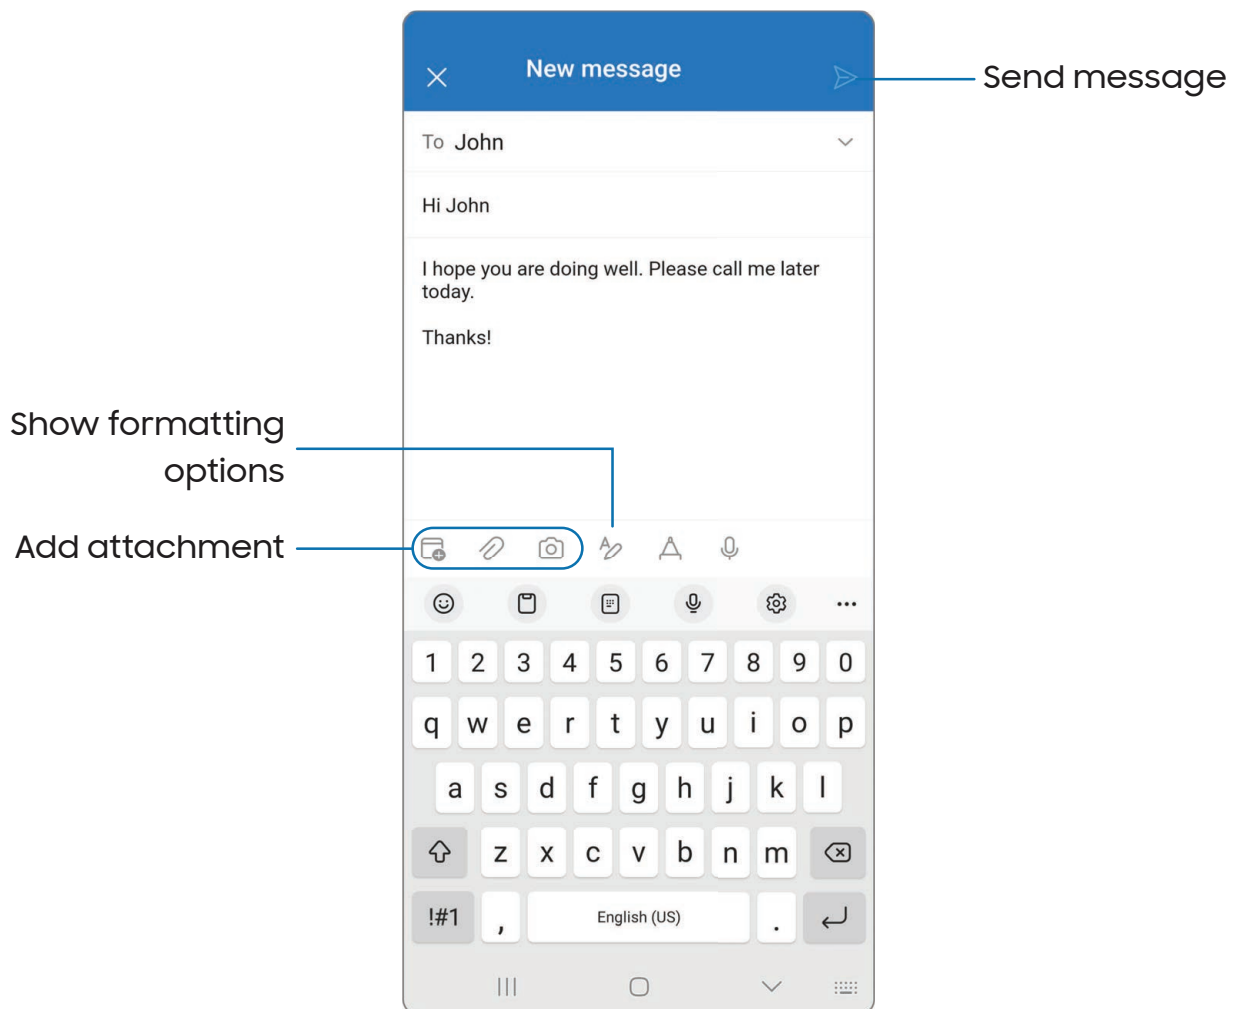 New message
Send message
To John
Hi John
I hope you are doing well. Please call me later
today.
Thanks!
Show formatting
options
Add attachment
1 2 3 4 5 6 7 8 9 0
q w e r t y u i o p
a s d f g h j k l
z x c v b n m
!#1 , English (US) .